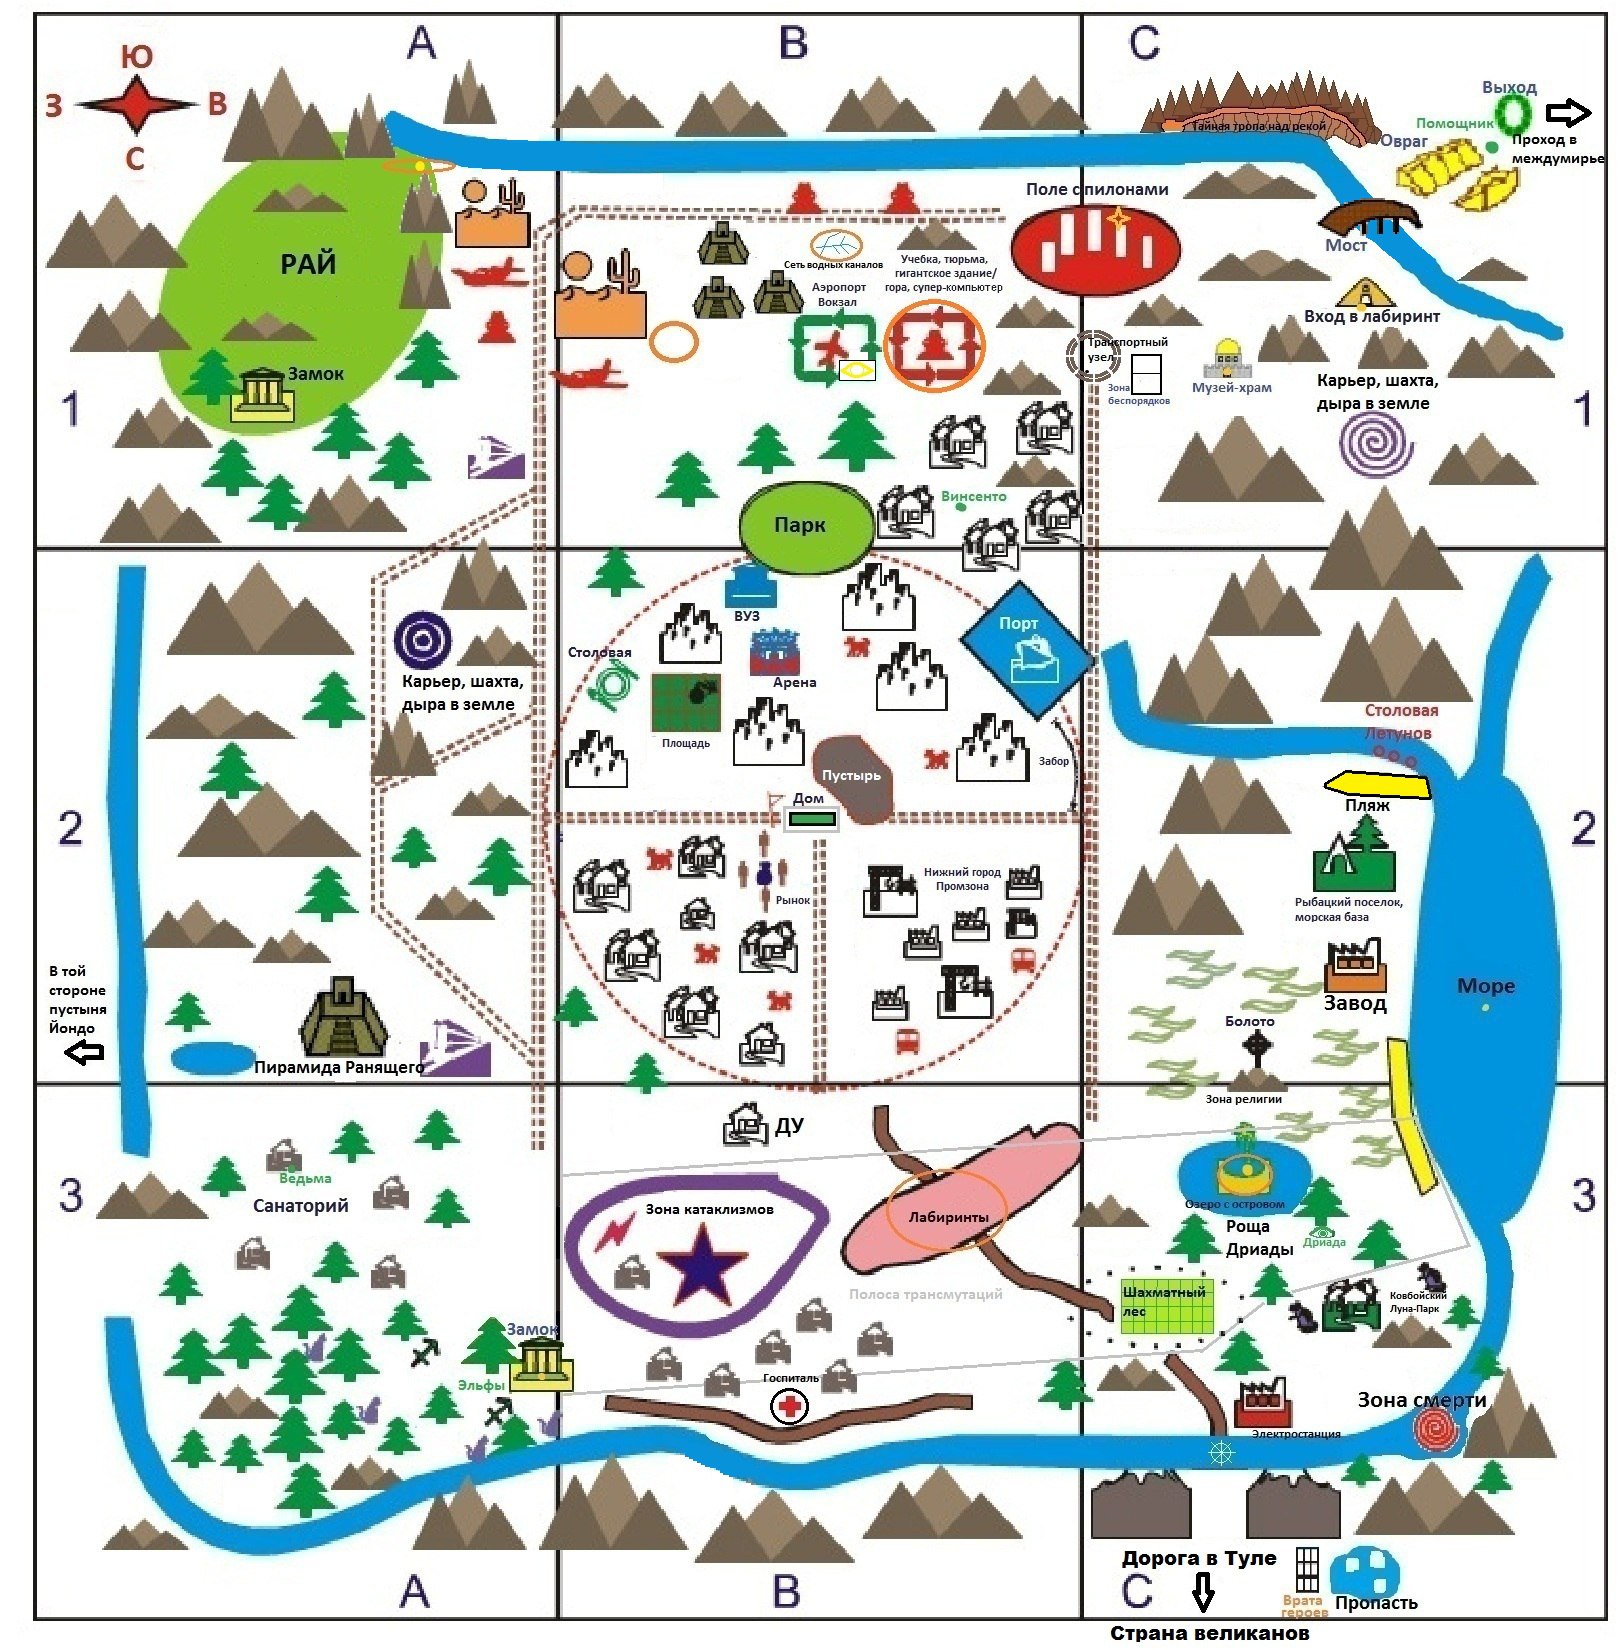 A
B
C
Ю
З
В
С
Выход
Помощник
Проход в
междумирье
Овраг
Тайная тропа над рекой
Поле с пилонами
Мост
РАЙ
Сеть водных каналов
Учебка, тюрьма,
гигантское здание/
гора, супер-компьютер
Аэропорт
Вокзал
Вход в лабиринт
Транспортный
узел
Зона
беспорядков
Музей-храм
Карьер, шахта,
дыра в земле
Замок
1
1
Винсенто
Парк
ВУЗ
Порт
Столовая
Арена
Карьер, шахта,
дыра в земле
Площадь
Забор
Столовая
Летунов
Пустырь
Дом
Пляж
2
2
Нижний город
Промзона
Рынок
Рыбацкий поселок,
морская база
В той
стороне
пустыня
Йондо
Завод
Море
Болото
Пирамида Ранящего
Зона религии
ДУ
3
3
Ведьма
Санаторий
Зона катаклизмов
Лабиринты
Озеро с островом
Роща
Дриады
Дриада
Полоса трансмутаций
Шахматный
лес
Ковбойский
Луна-Парк
Замок
Эльфы
Госпиталь
Зона смерти
Электростанция
Дорога в Туле
A
B
C
Врата
героев
Пропасть
Страна великанов